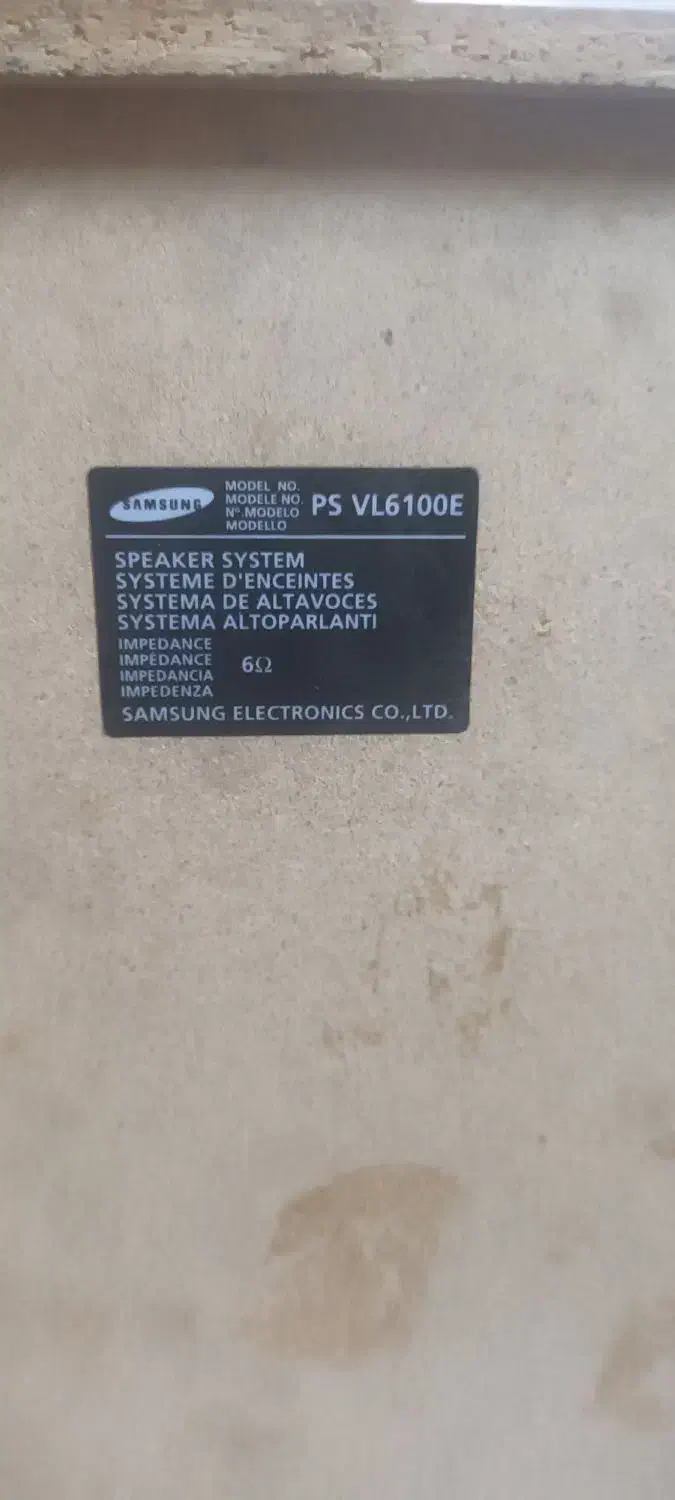 SAMSUNG
MODEL NO.
MODELE NO.
Nº.MODELO
MODELLO
PS VL6100E
SPEAKER SYSTEM
SYSTEME D'ENCEINTES
SYSTEMA DE ALTAVOCES
SYSTEMA ALTOPARLANTI
IMPEDANCE
IMPÉDANCE
IMPEDANCIA
IMPEDENZA
6Ω
SAMSUNG ELECTRONICS CO.,LTD.